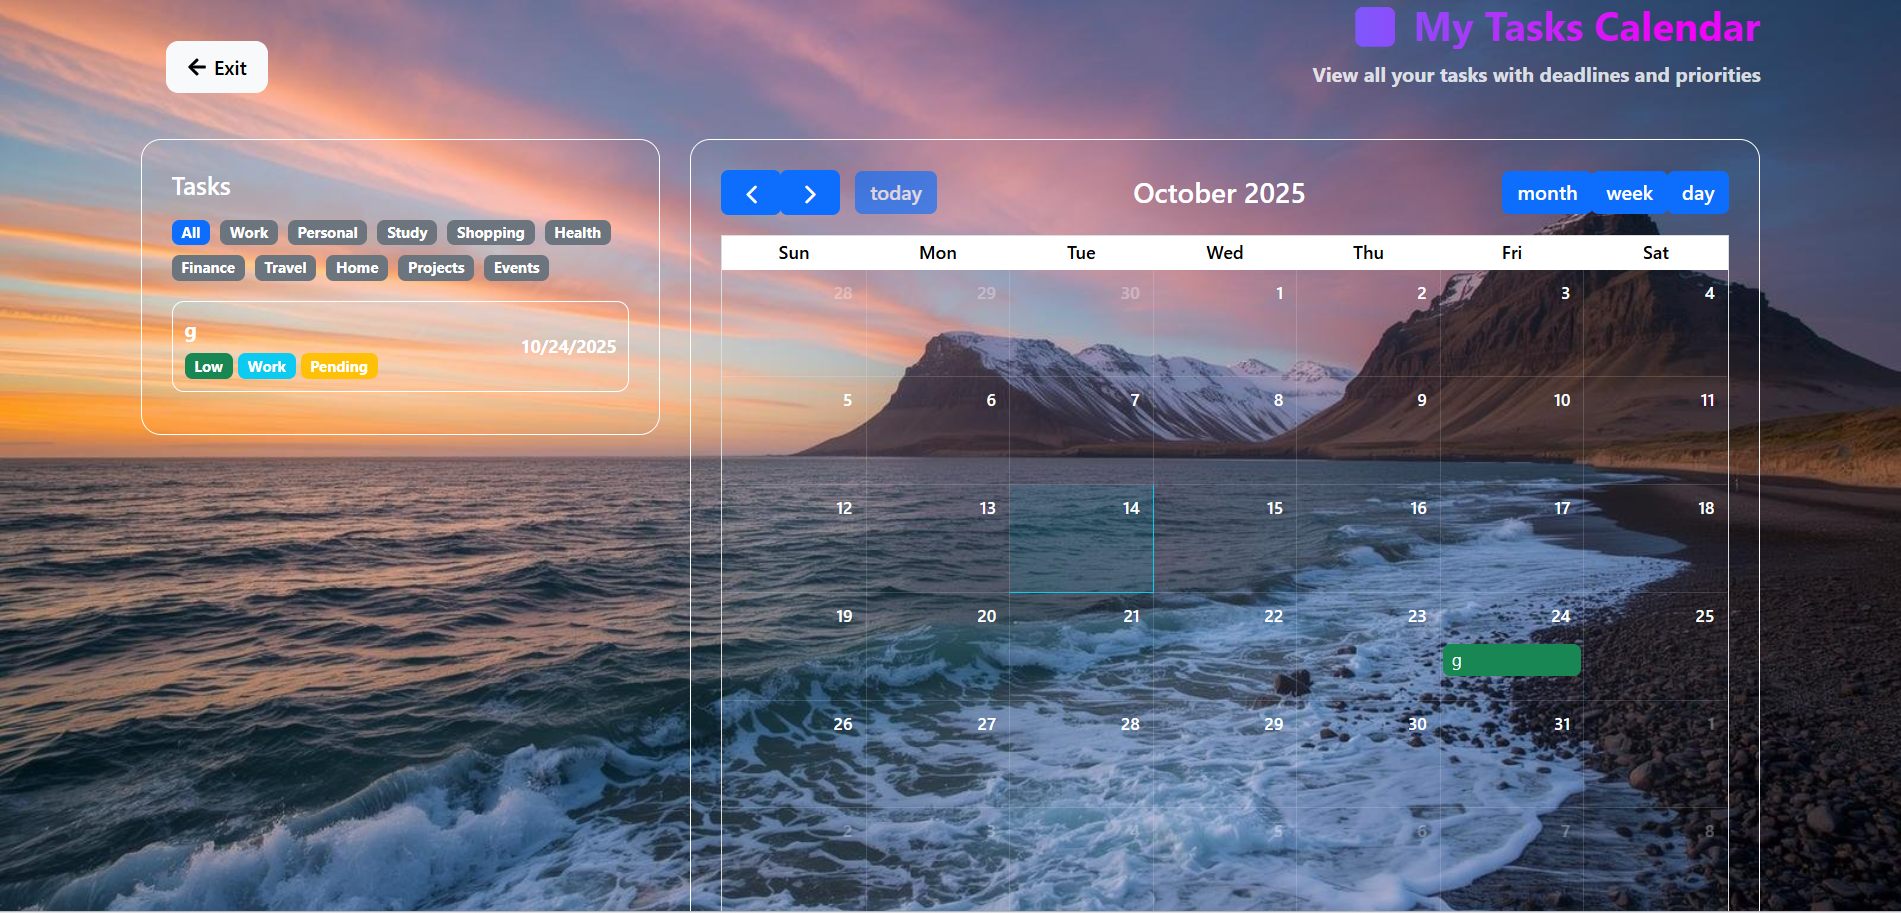 Exit
My Tasks Calendar
View all your tasks with deadlines and priorities
Tasks
All Work Personal Study Shopping Health
Finance Travel Home Projects Events
g
10/24/2025
Low Work Pending
today October 2025 month week day
Sun Mon Tue Wed Thu Fri Sat
28 29 30 1 2 3 4
5 6 7 8 9 10 11
12 13 14 15 16 17 18
19 20 21 22 23 24 25
g
26 27 28 29 30 31 1
2 3 4 5 6 7 8